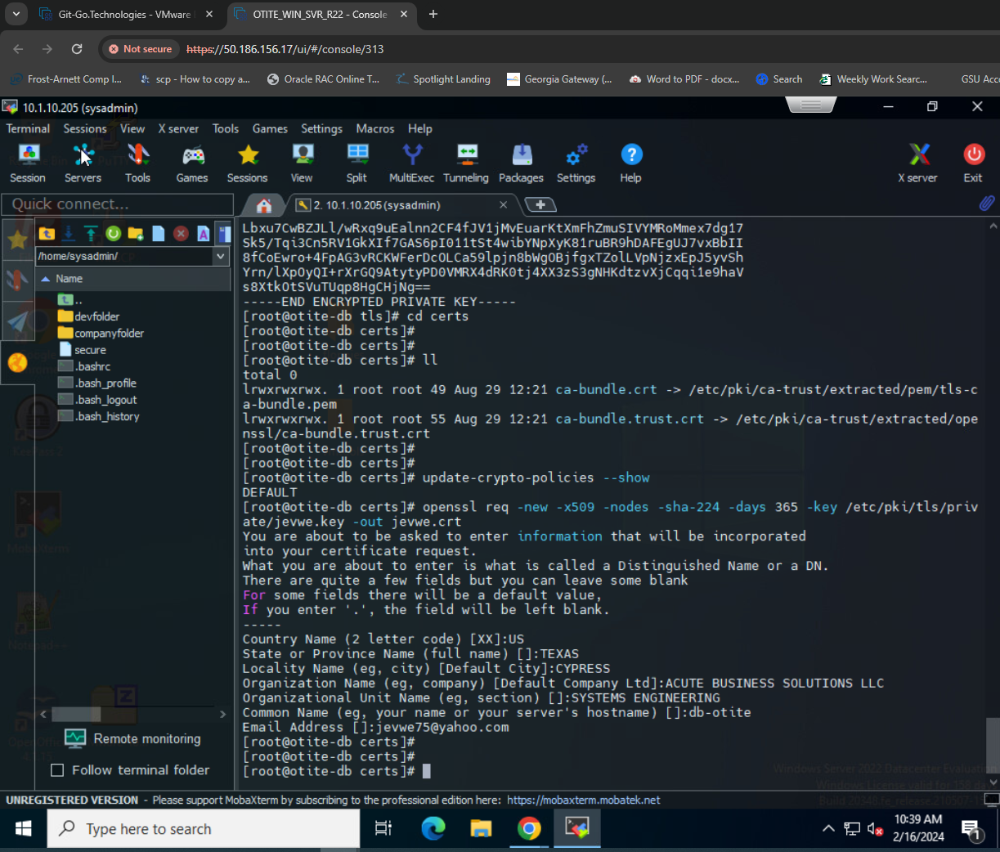 Git-Go.Technologies - VMware
OTITE_WIN_SVR_R22 - Console
Not secure
https://50.186.156.17/ui/#/console/313
Frost-Arnett Comp I...
scp - How to copy a...
Oracle RAC Online T...
Spotlight Landing
Georgia Gateway (...
Word to PDF - docx...
Search
Weekly Work Searc...
GSU Acc
10.1.10.205 (sysadmin)
Terminal Sessions View X server Tools Games Settings Macros Help
Session Servers Tools Games Sessions View Split MultiExec Tunneling Packages Settings Help X server Exit
Quick connect...
2. 10.1.10.205 (sysadmin)
/home/sysadmin/
Name
..
devfolder
companyfolder
secure
.bashrc
.bash_profile
.bash_logout
.bash_history
Remote monitoring
Follow terminal folder
Lbxu7CwBZJLl/wRxq9uEalnn2CF4fJV1jMvEuarKtXmFhZmuSIVYMRoMmex7dg17
Sk5/Tqi3Cn5RV1GkXIf7GAS6pI011tSt4wibYNpXyK81ruBR9hDAFEgUJ7vxBbII
8fCoEwro+4FpAG3vRCKWFerDcOLCa59lpjn8bWgOBjfgxTZolLVpNjzxEpJ5yvSh
Yrn/lXpOyQI+rXrGQ9AtytyPD0VMRX4dRK0tj4XX3zS3gNHKdtzvXjCqqi1e9haV
s8XtkOtSVuTUqp8HgCHjNg==
-----END ENCRYPTED PRIVATE KEY-----
[root@otite-db tls]# cd certs
[root@otite-db certs]#
[root@otite-db certs]#
[root@otite-db certs]# ll
total 0
lrwxrwxrwx. 1 root root 49 Aug 29 12:21 ca-bundle.crt -> /etc/pki/ca-trust/extracted/pem/tls-c
a-bundle.pem
lrwxrwxrwx. 1 root root 55 Aug 29 12:21 ca-bundle.trust.crt -> /etc/pki/ca-trust/extracted/ope
nssl/ca-bundle.trust.crt
[root@otite-db certs]#
[root@otite-db certs]#
[root@otite-db certs]# update-crypto-policies --show
DEFAULT
[root@otite-db certs]# openssl req -new -x509 -nodes -sha-224 -days 365 -key /etc/pki/tls/priv
ate/jevwe.key -out jevwe.crt
You are about to be asked to enter information that will be incorporated
into your certificate request.
What you are about to enter is what is called a Distinguished Name or a DN.
There are quite a few fields but you can leave some blank
For some fields there will be a default value,
If you enter '.', the field will be left blank.
-----
Country Name (2 letter code) [XX]:US
State or Province Name (full name) []:TEXAS
Locality Name (eg, city) [Default City]:CYPRESS
Organization Name (eg, company) [Default Company Ltd]:ACUTE BUSINESS SOLUTIONS LLC
Organizational Unit Name (eg, section) []:SYSTEMS ENGINEERING
Common Name (eg, your name or your server's hostname) []:db-otite
Email Address []:jevwe75@yahoo.com
[root@otite-db certs]#
[root@otite-db certs]#
[root@otite-db certs]#
Windows Server 2022 Datacenter Evaluation
Windows License valid for 158 da
UNREGISTERED VERSION - Please support MobaXterm by subscribing to the professional edition here: https://mobaxterm.mobatek.net
Type here to search
10:39 AM
2/16/2024
1